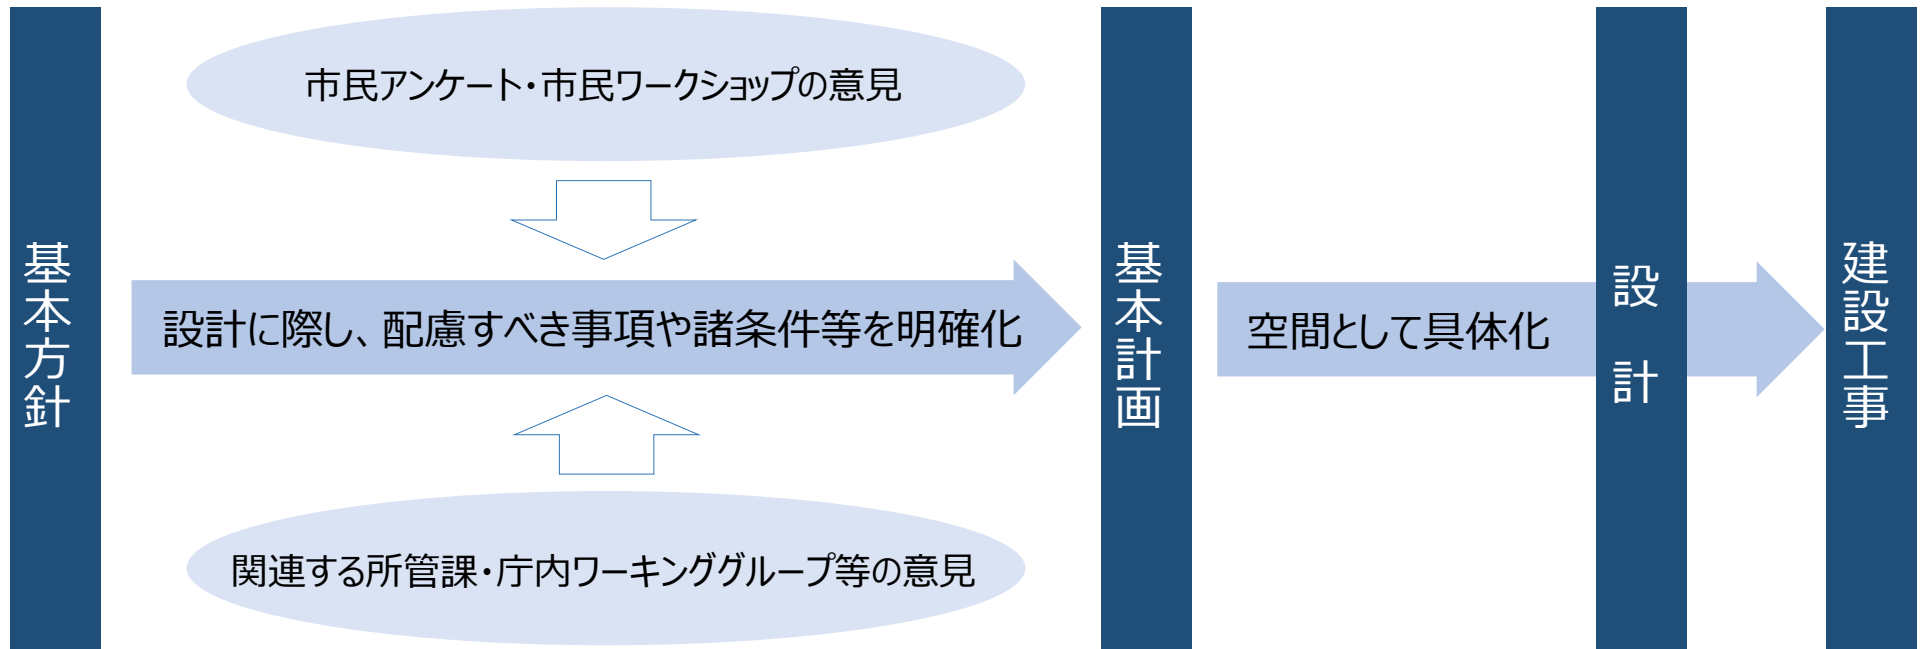 基本方針
市民アンケート・市民ワークショップの意見
設計に際し、配慮すべき事項や諸条件等を明確化
関連する所管課・庁内ワーキンググループ等の意見
基本計画
空間として具体化
設計
建設工事